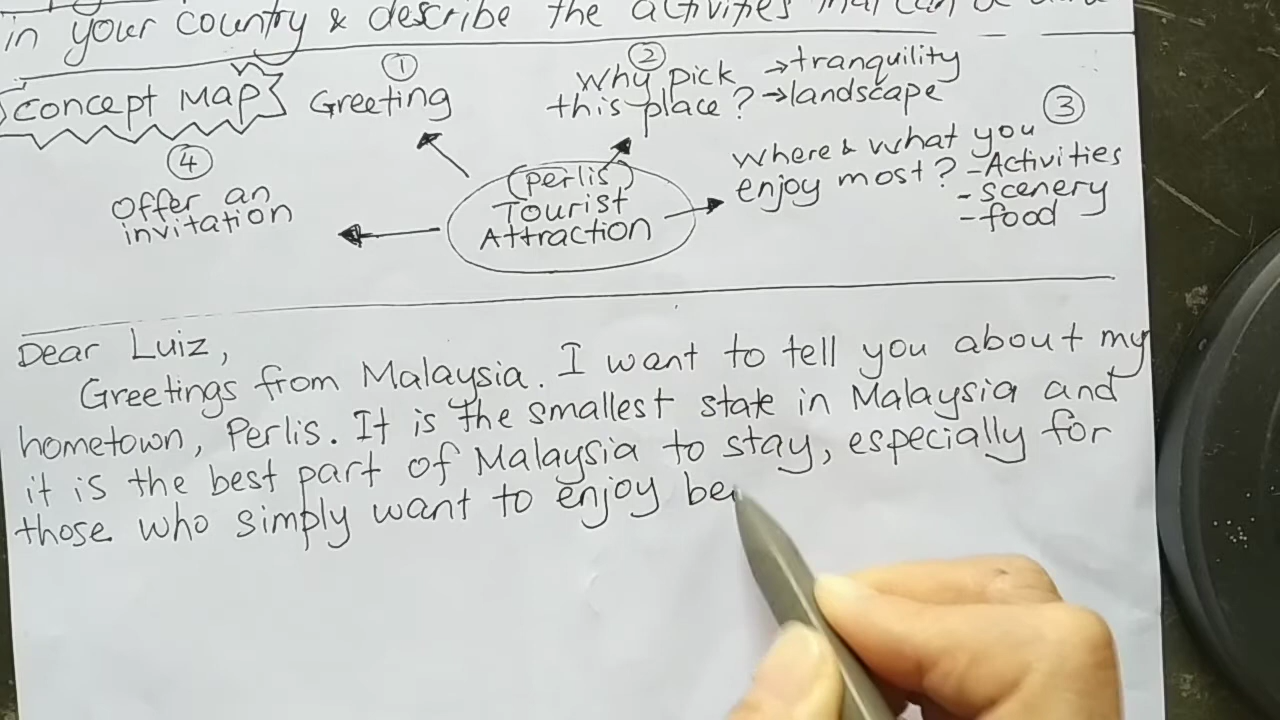 in your country & describe the activities that can
Concept Map
①
Greeting
②
Why pick
this place?
→tranquility
→landscape
③
Where & what you
enjoy most?
-Activities
-scenery
-food
④
Offer an
invitation
(Perlis)
Tourist
Attraction
Dear Luiz,
Greetings from Malaysia. I want to tell you about my
hometown, Perlis. It is the smallest state in Malaysia and
it is the best part of Malaysia to stay, especially for
those who simply want to enjoy be